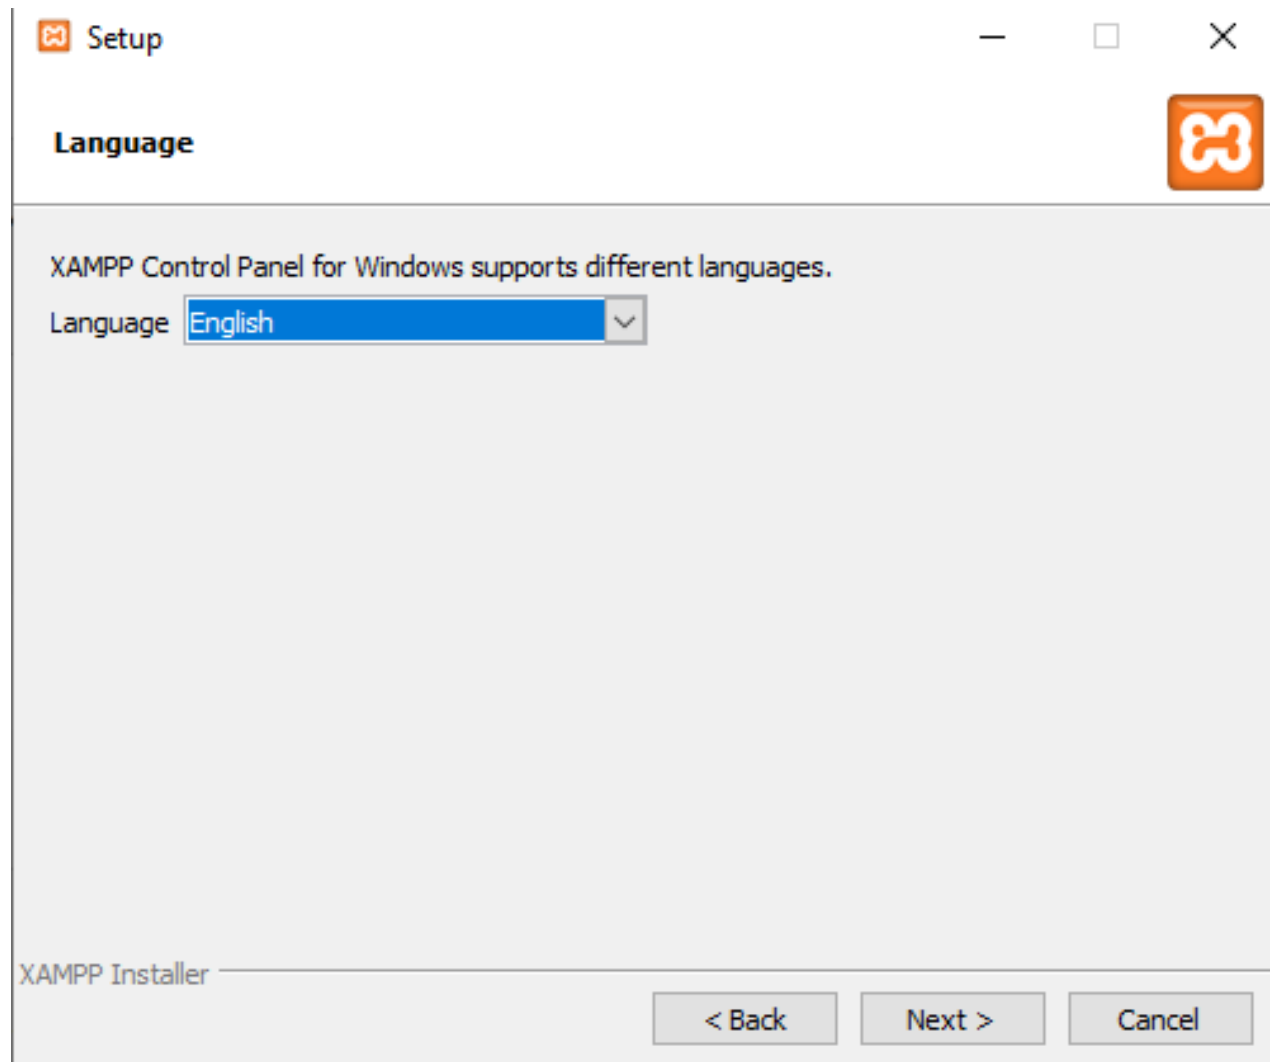 Setup
Language
XAMPP Control Panel for Windows supports different languages.
Language English
XAMPP Installer
< Back Next > Cancel